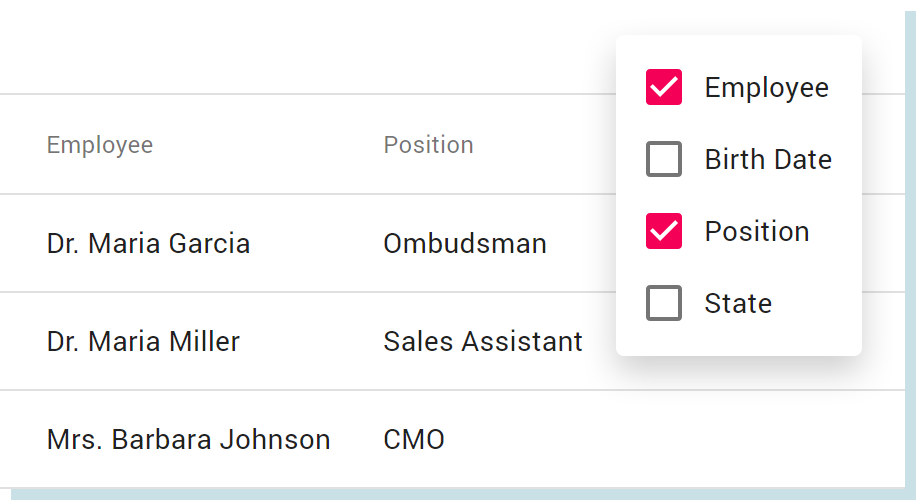 Employee Position
Dr. Maria Garcia Ombudsman
Dr. Maria Miller Sales Assistant
Mrs. Barbara Johnson CMO
Employee
Birth Date
Position
State